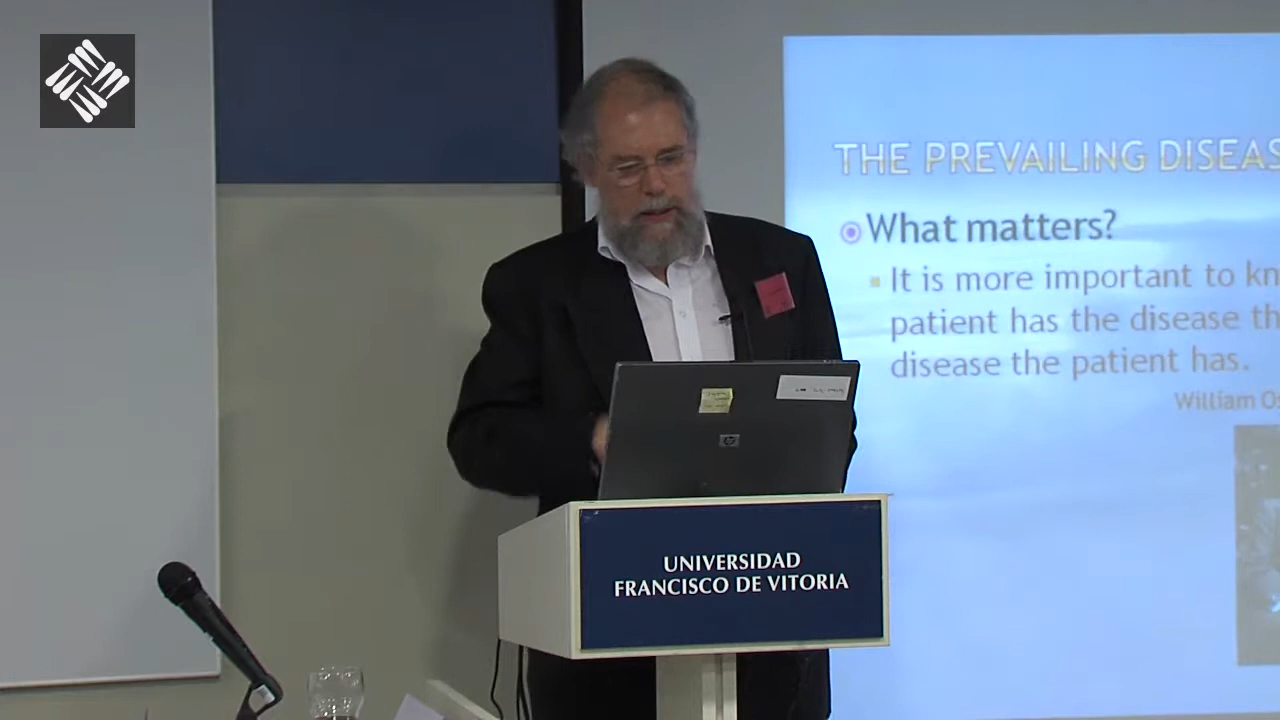 THE PREVAILING DISEAS
What matters?
It is more important to kn
patient has the disease th
disease the patient has.
William Os
hp
UNIVERSIDAD
FRANCISCO DE VITORIA